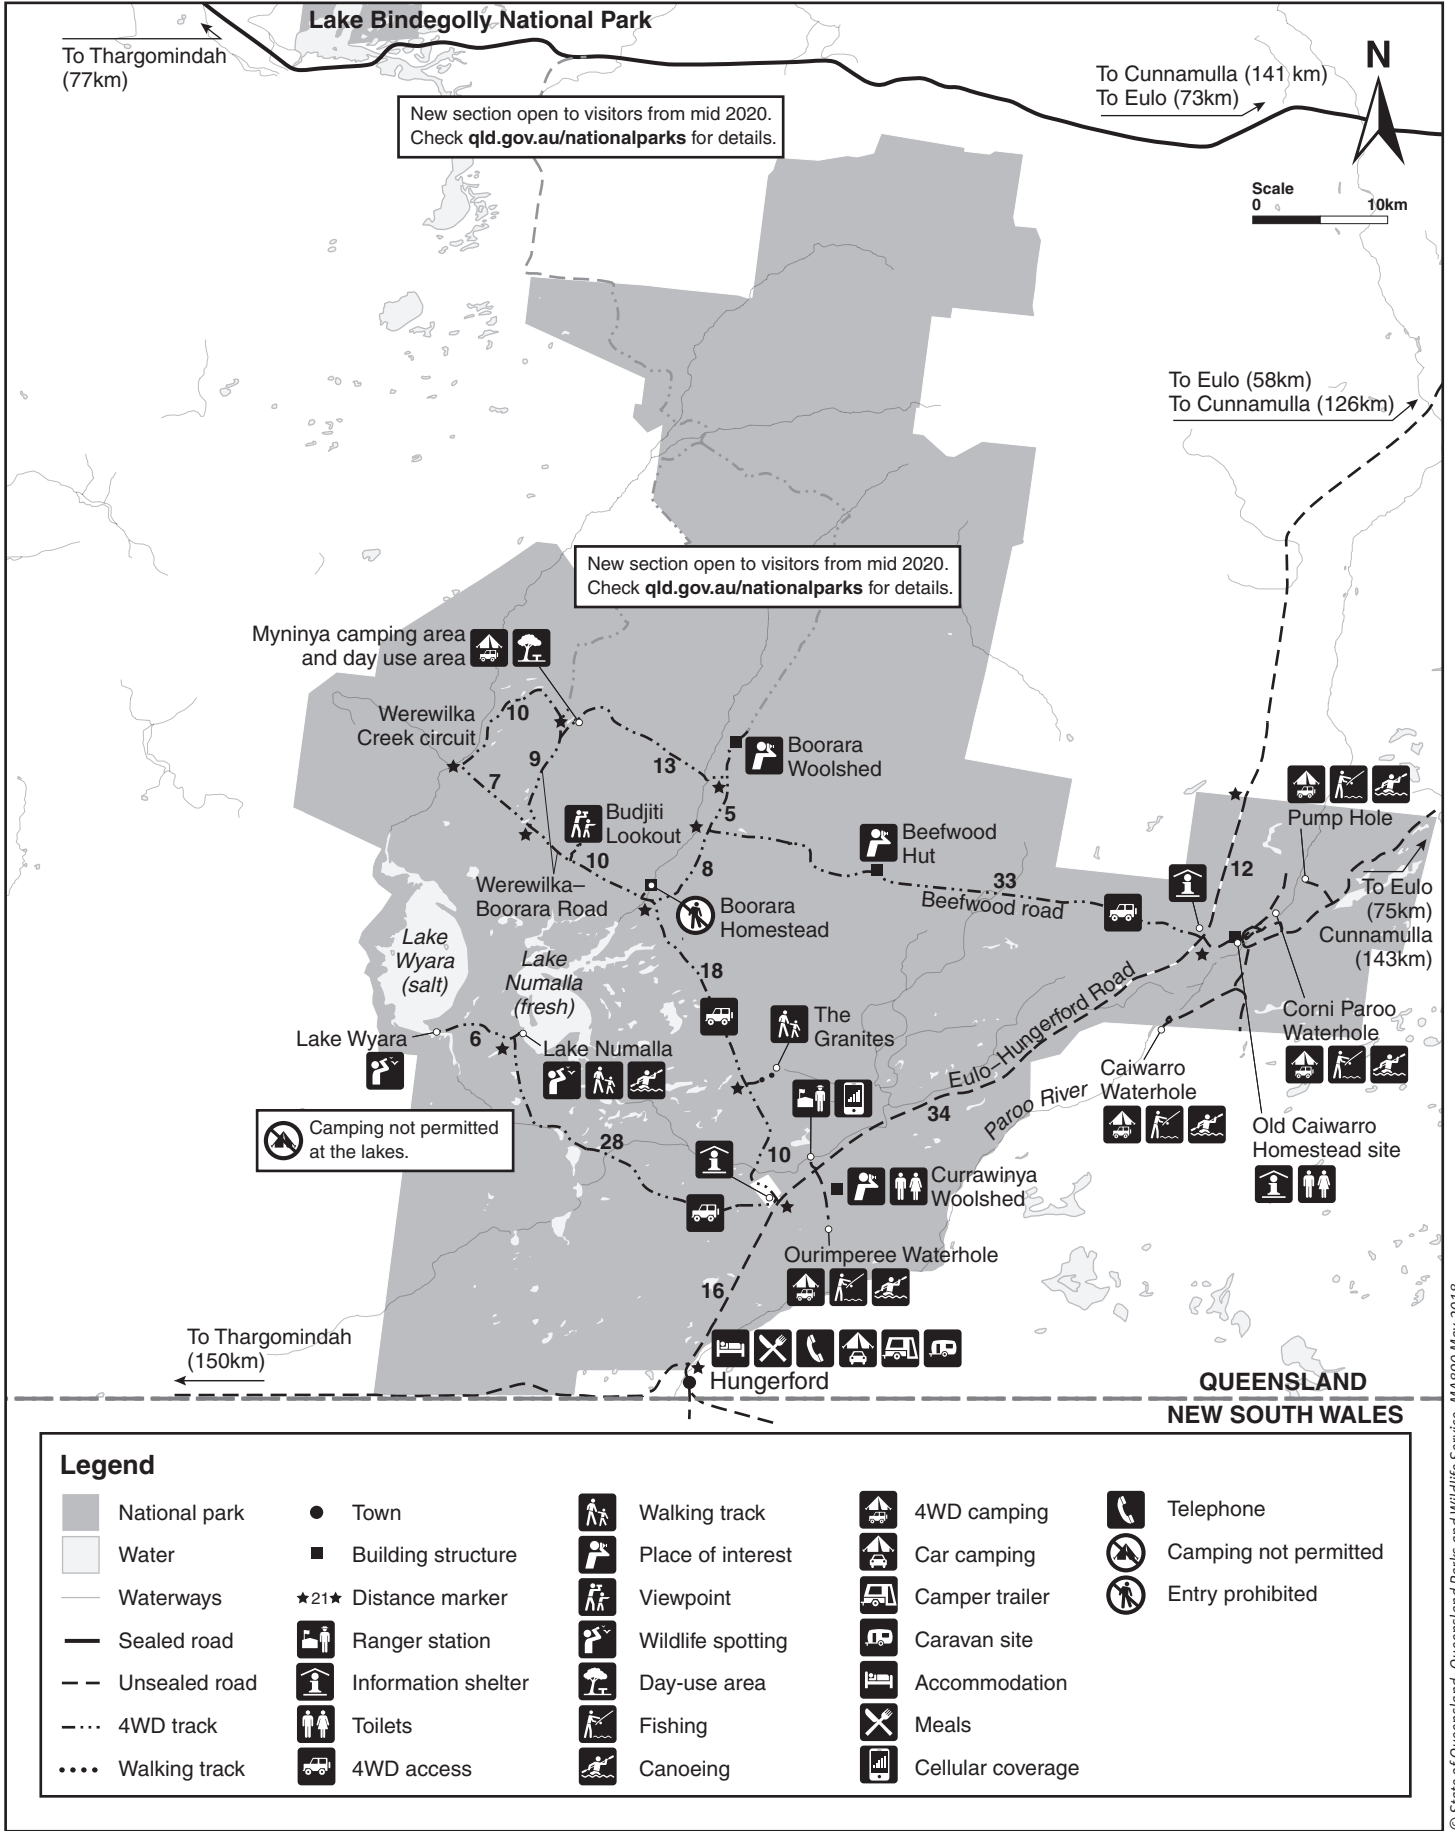 Lake Bindegolly National Park
To Thargomindah
(77km)
N
To Cunnamulla (141 km)
To Eulo (73km)
New section open to visitors from mid 2020.
Check qld.gov.au/nationalparks for details.
Scale
0 10km
To Eulo (58km)
To Cunnamulla (126km)
New section open to visitors from mid 2020.
Check qld.gov.au/nationalparks for details.
Myninya camping area
and day use area
10
Werewilka
Creek circuit
9
13
Boorara
Woolshed
7
5
Budjiti
Lookout
Pump Hole
Beefwood
Hut
10
8
12
33
Werewilka–
Boorara Road
Beefwood road
To Eulo
(75km)
Cunnamulla
(143km)
Boorara
Homestead
Lake
Wyara
(salt)
Lake
Numalla
(fresh)
18
Eulo–Hungerford Road
The
Granites
Corni Paroo
Waterhole
Lake Wyara
6
Lake Numalla
Caiwarro
Waterhole
Paroo River
34
Camping not permitted
at the lakes.
28
10
Old Caiwarro
Homestead site
Currawinya
Woolshed
Ourimperee Waterhole
16
To Thargomindah
(150km)
Hungerford
QUEENSLAND
NEW SOUTH WALES
Legend
National park
Water
Waterways
Sealed road
Unsealed road
4WD track
Walking track
Town
Building structure
21 Distance marker
Ranger station
Information shelter
Toilets
4WD access
Walking track
Place of interest
Viewpoint
Wildlife spotting
Day-use area
Fishing
Canoeing
4WD camping
Car camping
Camper trailer
Caravan site
Accommodation
Meals
Cellular coverage
Telephone
Camping not permitted
Entry prohibited